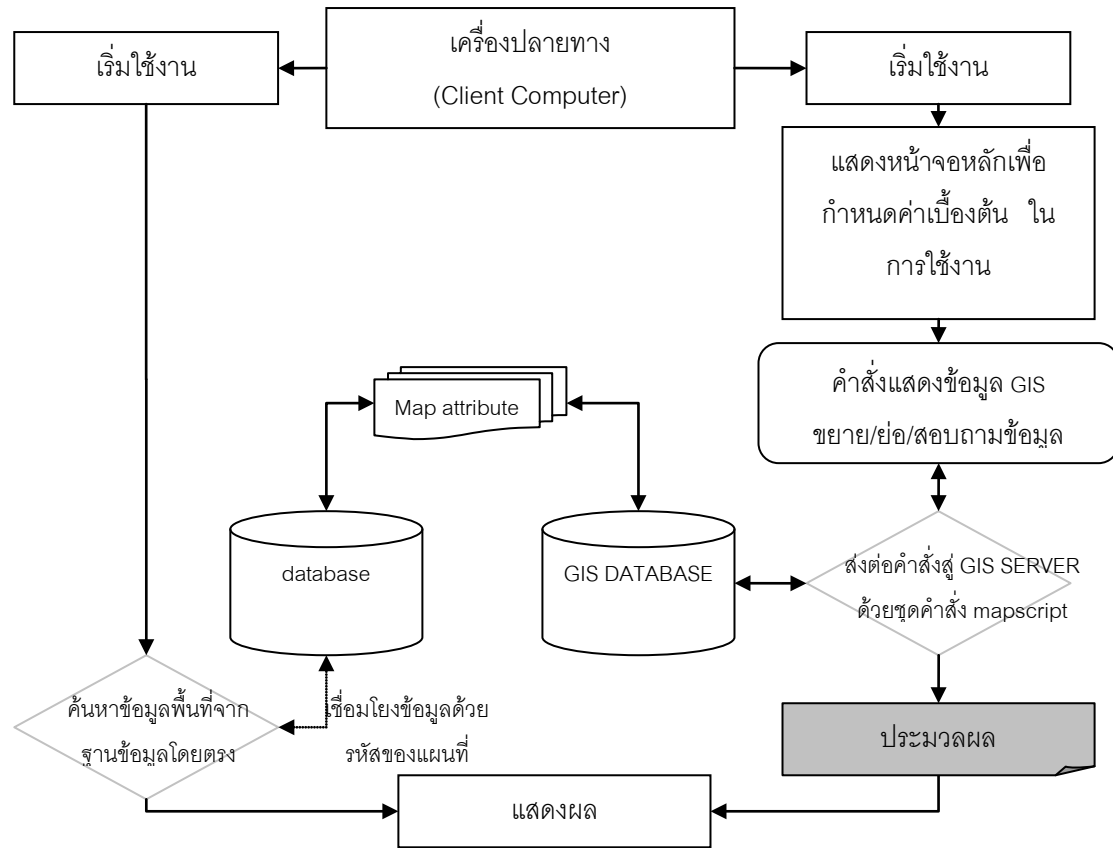 เริ่มใช้งาน
เครื่องปลายทาง
(Client Computer)
เริ่มใช้งาน
แสดงหน้าจอหลักเพื่อ
กำหนดค่าเบื้องต้น ใน
การใช้งาน
คำสั่งแสดงข้อมูล GIS
ขยาย/ย่อ/สอบถามข้อมูล
Map attribute
database
GIS DATABASE
ส่งต่อคำสั่งสู่ GIS SERVER
ด้วยชุดคำสั่ง mapscript
ค้นหาข้อมูลพื้นที่จาก
ฐานข้อมูลโดยตรง
เชื่อมโยงข้อมูลด้วย
รหัสของแผนที่
ประมวลผล
แสดงผล